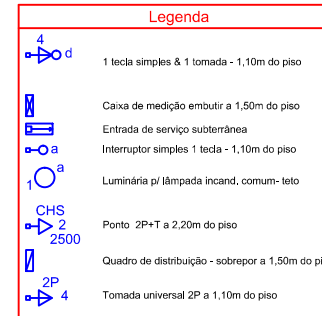 Legenda
4
d
1 tecla simples & 1 tomada - 1,10m do piso
Caixa de medição embutir a 1,50m do piso
Entrada de serviço subterrânea
a
Interruptor simples 1 tecla - 1,10m do piso
a
1
Luminária p/ lâmpada incand. comum- teto
CHS
2
2500
Ponto 2P+T a 2,20m do piso
Quadro de distribuição - sobrepor a 1,50m do pi
2P
4
Tomada universal 2P a 1,10m do piso